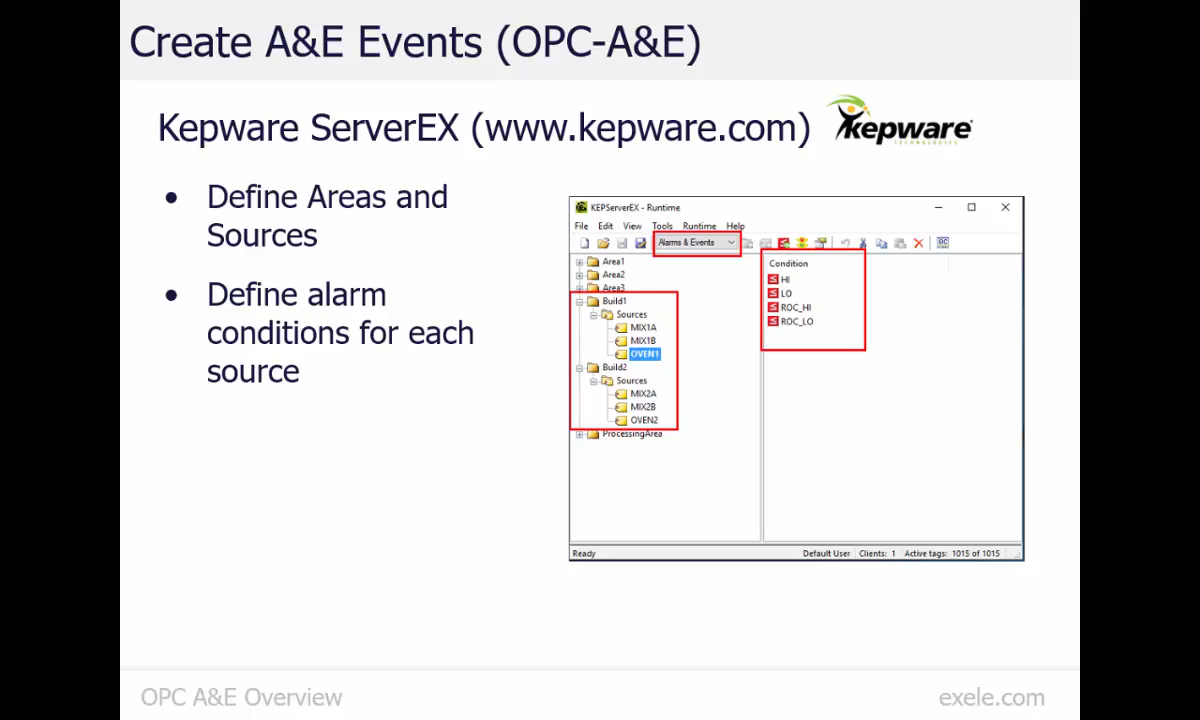 Create A&E Events (OPC-A&E)
Kepware ServerEX (www.kepware.com)
kepware
TECHNOLOGIES
• Define Areas and
Sources
• Define alarm
conditions for each
source
KEPServerEX - Runtime
File Edit View Tools Runtime Help
Alarms & Events
Area1
Area2
Area3
Build1
Sources
MIX1A
MIX1B
OVEN1
Build2
Sources
MIX2A
MIX2B
OVEN2
ProcessingArea
Condition
HI
LO
ROC_HI
ROC_LO
Ready
Default User Clients: 1 Active tags: 1015 of 1015
OPC A&E Overview
exele.com